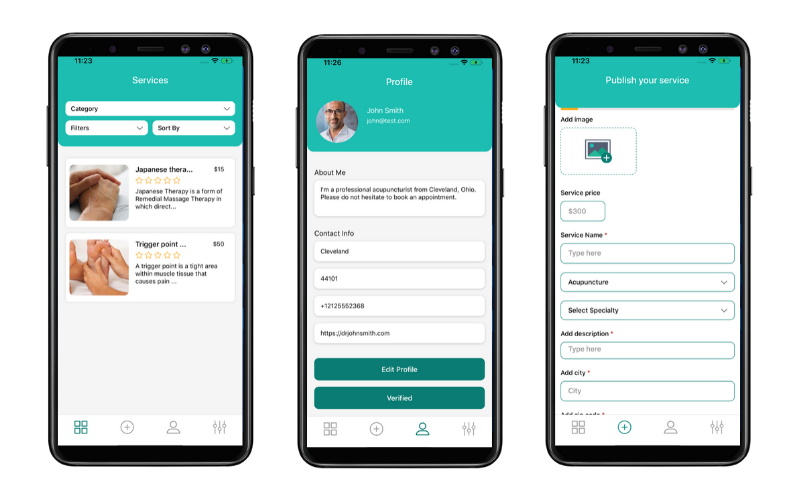 11:23
Services
Category
Filters
Sort By
Japanese thera...
$15
Japanese Therapy is a form of
Remedial Massage Therapy in
which direct...
Trigger point ...
$50
A trigger point is a tight area
within muscle tissue that
causes pain ...
11:26
Profile
John Smith
john@test.com
About Me
I'm a professional acupuncturist from Cleveland, Ohio.
Please do not hesitate to book an appointment.
Contact Info
Cleveland
44101
+12125552368
https://drjohnsmith.com
Edit Profile
Verified
11:23
Publish your service
Add image
Service price
$300
Service Name *
Type here
Acupuncture
Select Specialty
Add description *
Type here
Add city *
City